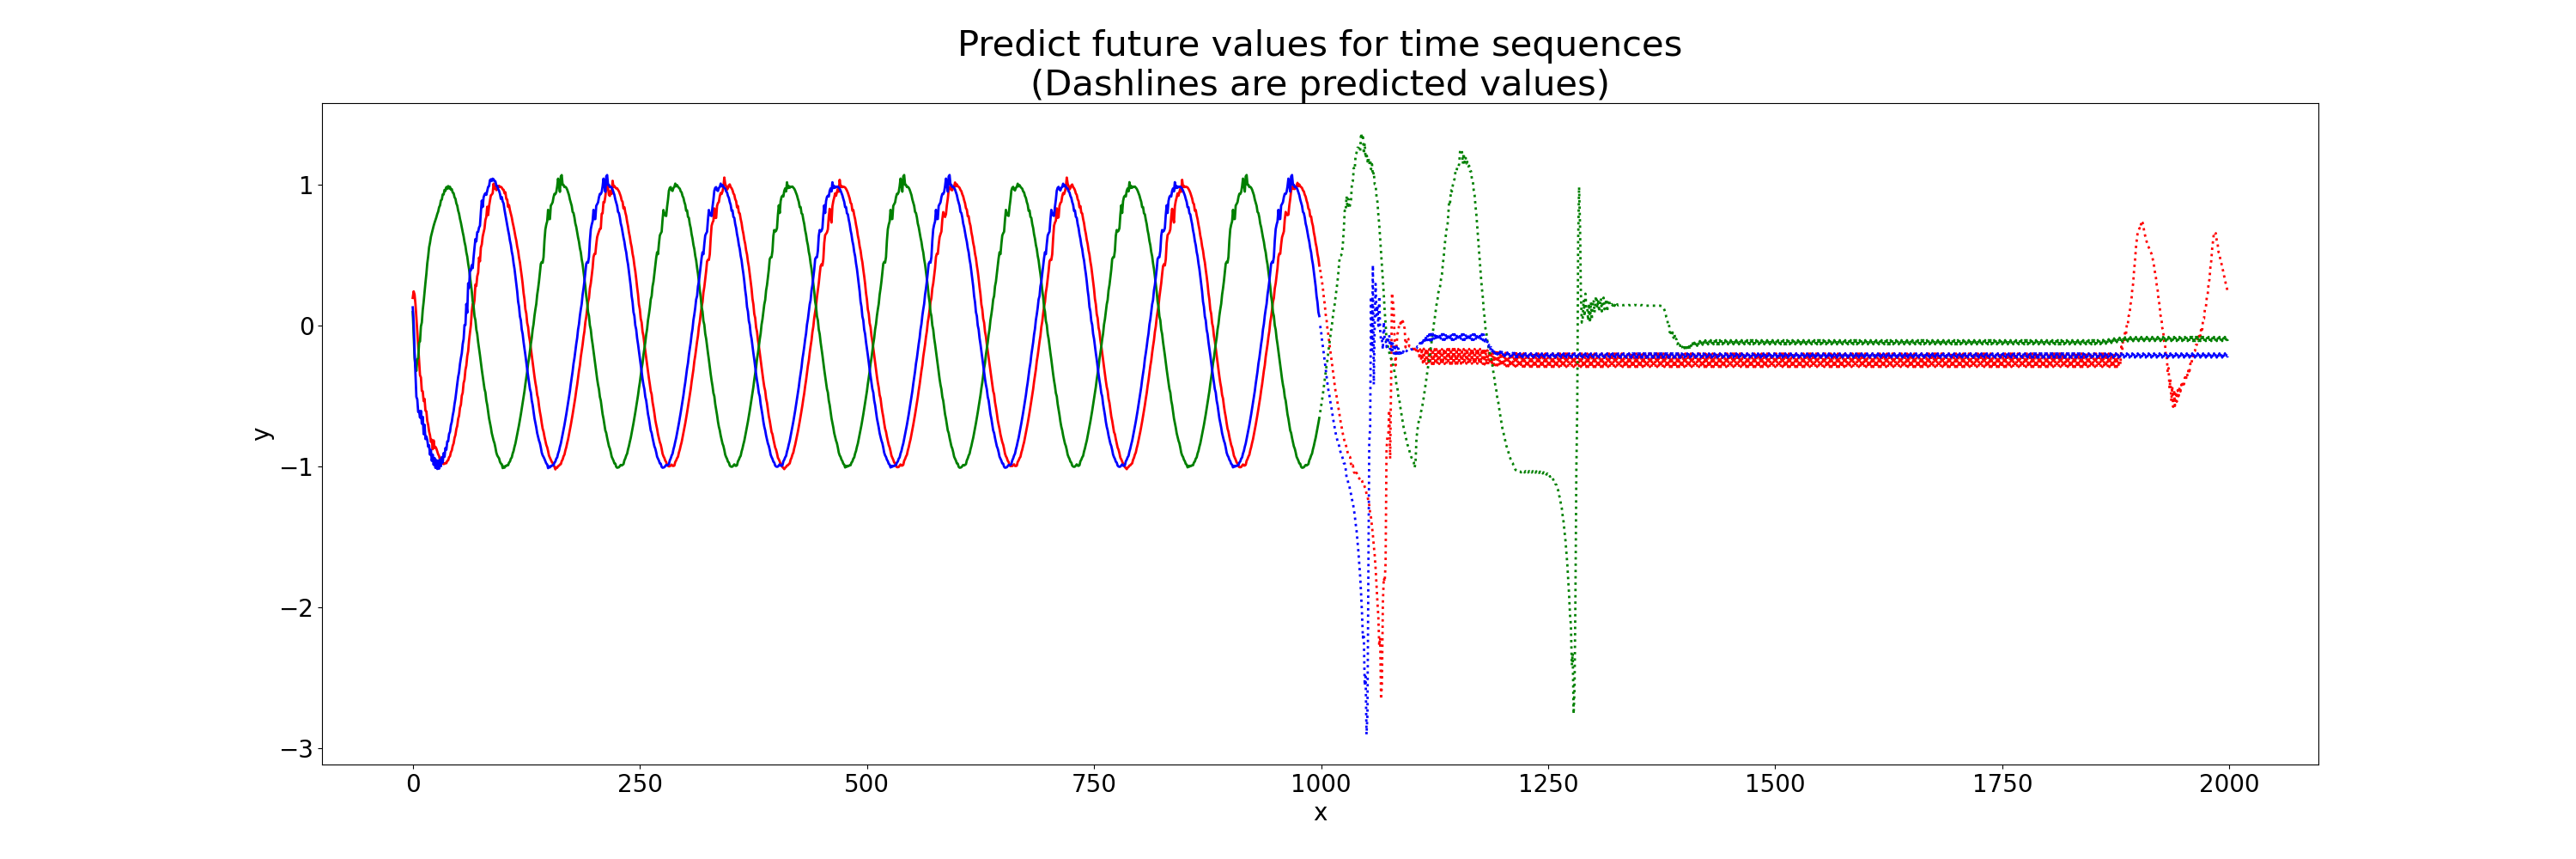 Predict future values for time sequences
(Dashlines are predicted values)
y
1
0
−1
−2
−3
0 250 500 750 1000 1250 1500 1750 2000
x